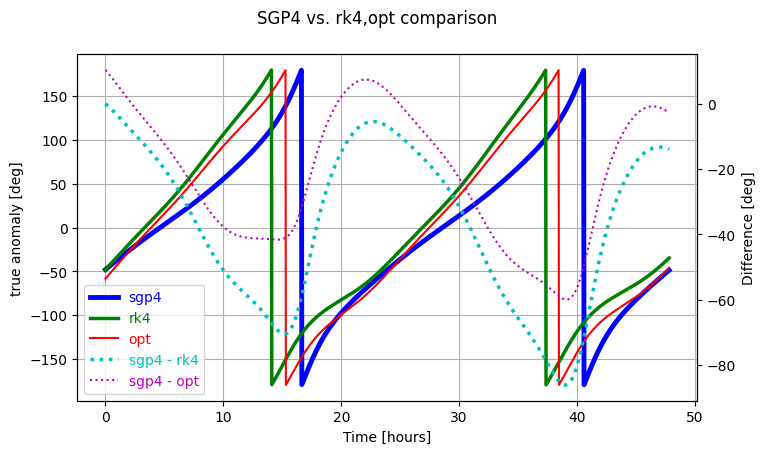 SGP4 vs. rk4,opt comparison
true anomaly [deg]
150
100
50
0
−50
−100
−150
0
−20
−40
−60
−80
Difference [deg]
sgp4
rk4
opt
sgp4 - rk4
sgp4 - opt
0 10 20 30 40 50
Time [hours]